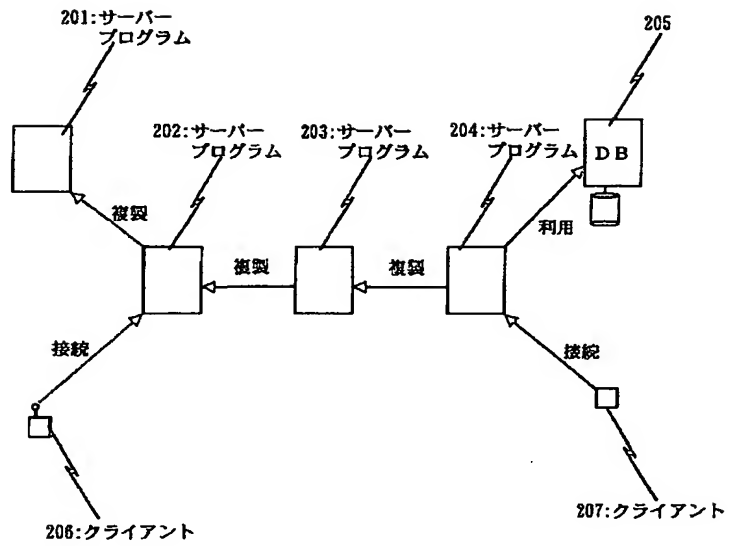 201:サーバー
プログラム
205
202:サーバー
プログラム
203:サーバー
プログラム
204:サーバー
プログラム
DB
複製
利用
複製
複製
接続
接続
206:クライアント
207:クライアント